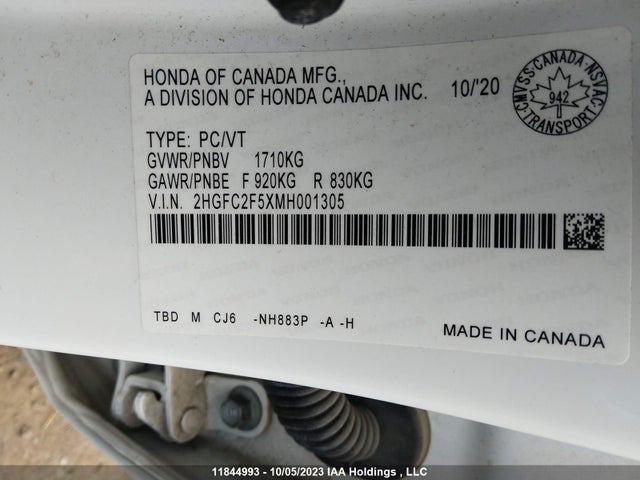 HONDA OF CANADA MFG.,
A DIVISION OF HONDA CANADA INC. 10/'20
CMVSS-CANADA-NSVAC-TRANSPORT
942
TYPE: PC/VT
GVWR/PNBV 1710KG
GAWR/PNBE F 920KG R 830KG
V.I.N. 2HGFC2F5XMH001305
TBD M CJ6 -NH883P -A -H
MADE IN CANADA
11844993 - 10/05/2023 IAA Holdings , LLC